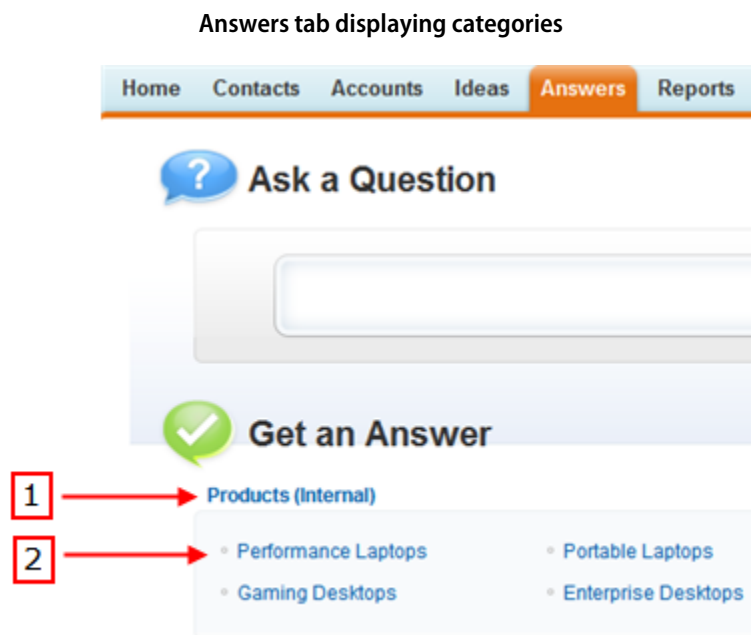 Answers tab displaying categories
Home Contacts Accounts Ideas Answers Reports
? Ask a Question
Get an Answer
1 Products (Internal)
2 Performance Laptops Portable Laptops
Gaming Desktops Enterprise Desktops